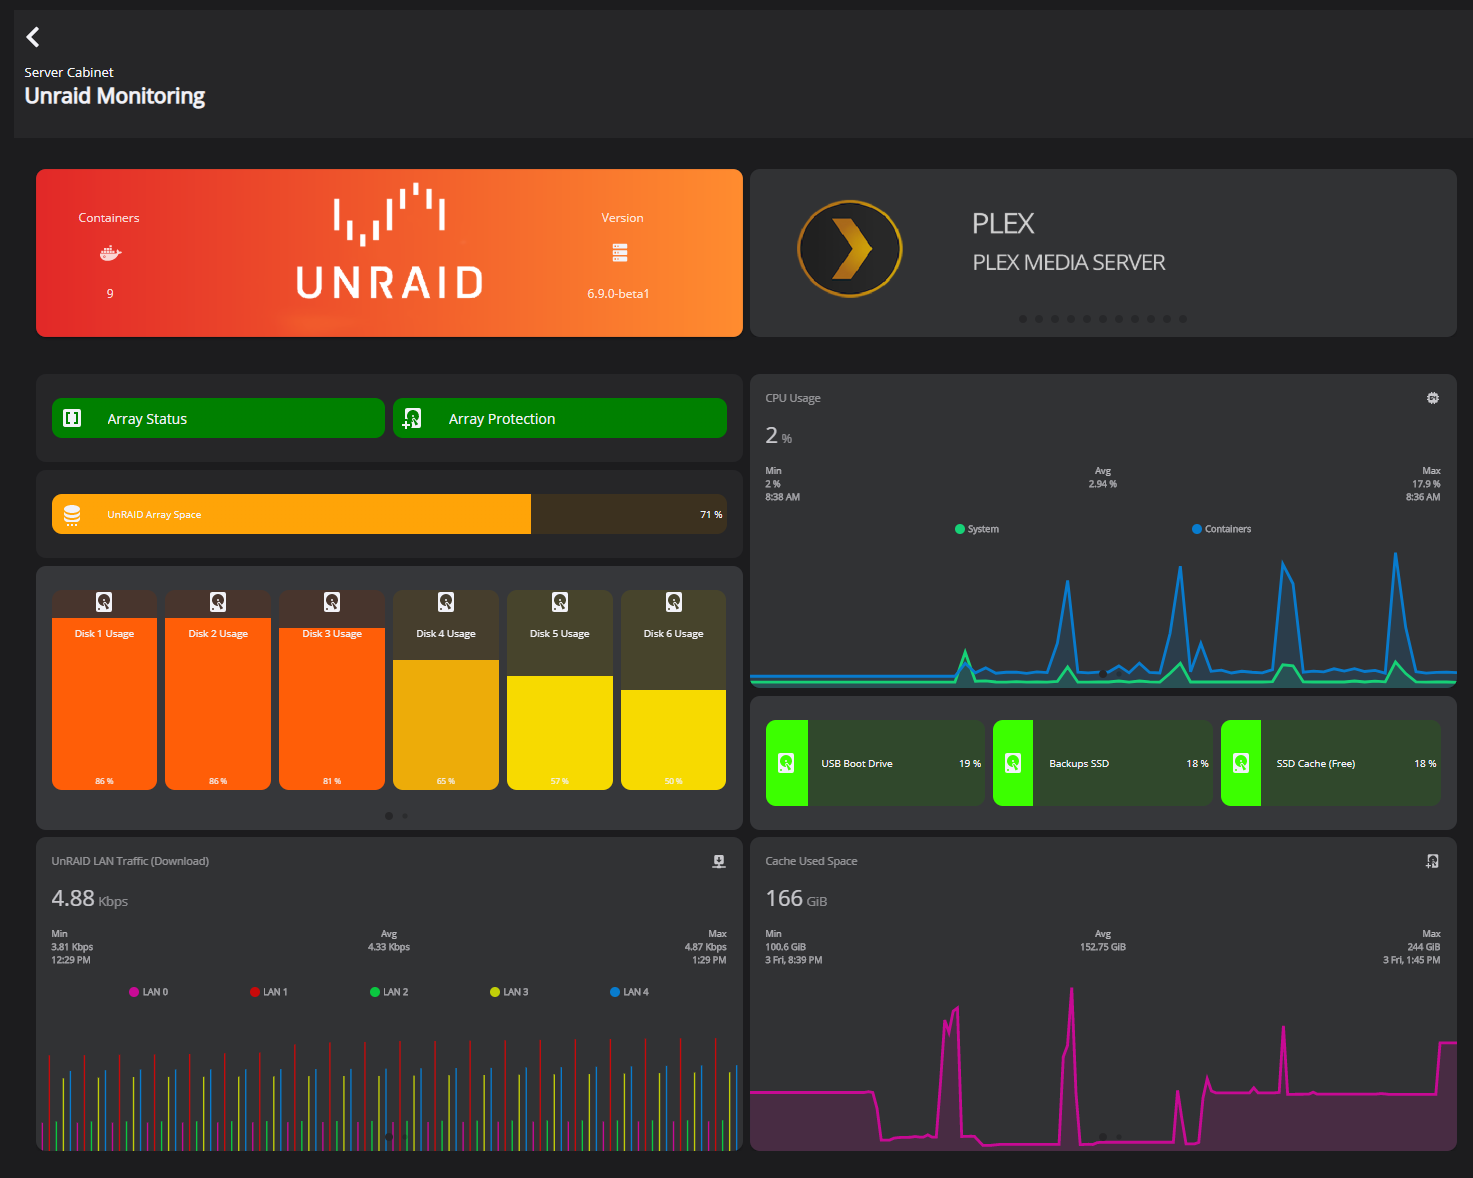 Server Cabinet
Unraid Monitoring
Containers
9
UNRAID
Version
6.9.0-beta1
PLEX
PLEX MEDIA SERVER
Array Status
Array Protection
UnRAID Array Space
71 %
Disk 1 Usage
86 %
Disk 2 Usage
86 %
Disk 3 Usage
81 %
Disk 4 Usage
65 %
Disk 5 Usage
57 %
Disk 6 Usage
50 %
CPU Usage
2 %
Min
2 %
8:38 AM
Avg
2.94 %
Max
17.9 %
8:36 AM
System
Containers
USB Boot Drive 19 %
Backups SSD 18 %
SSD Cache (Free) 18 %
UnRAID LAN Traffic (Download)
4.88 Kbps
Min
3.81 Kbps
12:29 PM
Avg
4.33 Kbps
Max
4.87 Kbps
1:29 PM
LAN 0
LAN 1
LAN 2
LAN 3
LAN 4
Cache Used Space
166 GiB
Min
100.6 GiB
3 Fri, 8:39 PM
Avg
152.75 GiB
Max
244 GiB
3 Fri, 1:45 PM